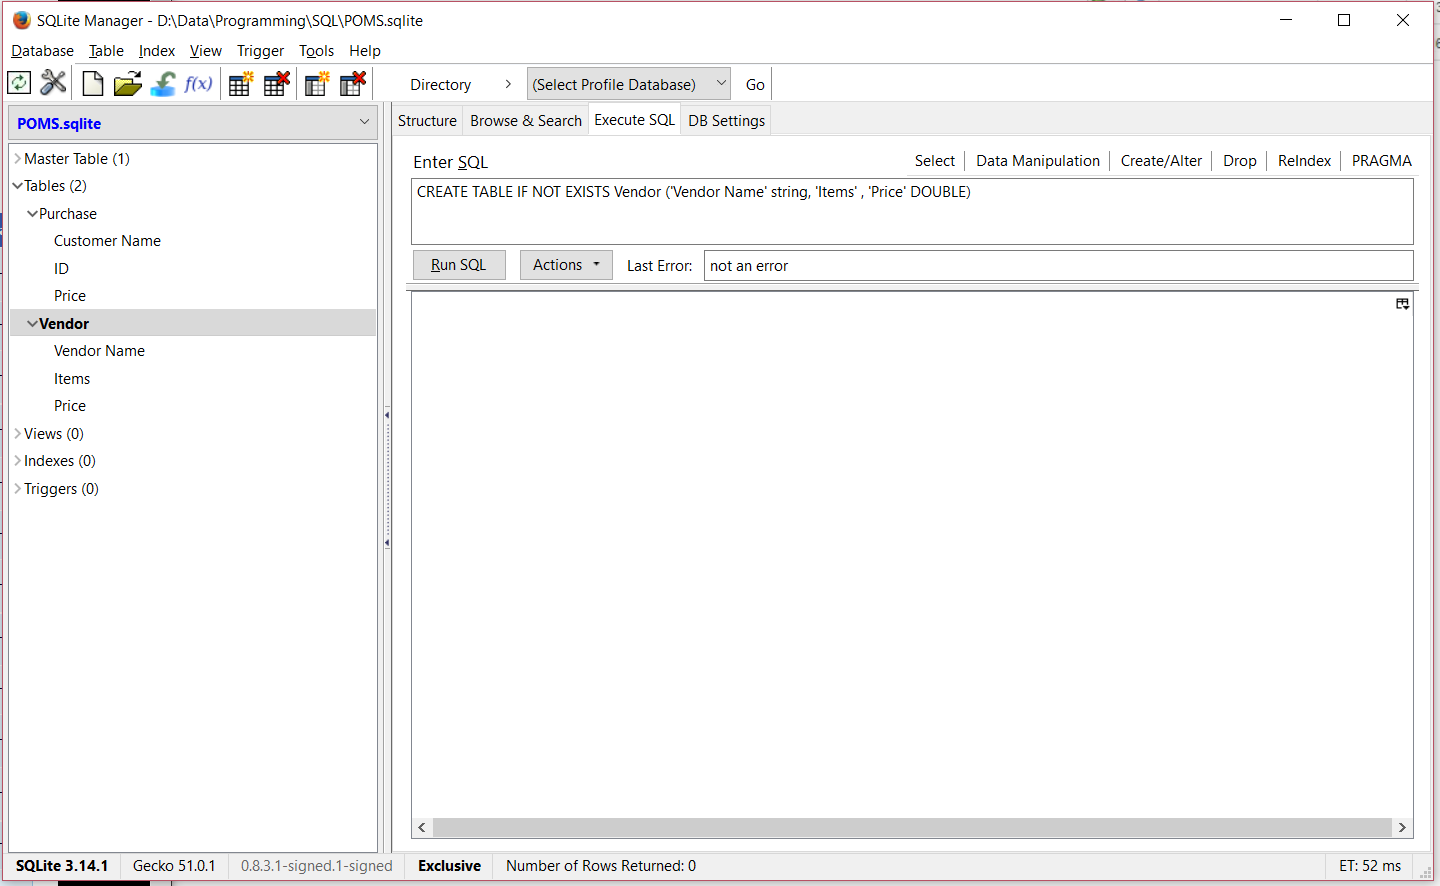 SQLite Manager - D:\Data\Programming\SQL\POMS.sqlite
Database Table Index View Trigger Tools Help
f(x) Directory (Select Profile Database) Go
POMS.sqlite
Master Table (1)
Tables (2)
Purchase
Customer Name
ID
Price
Vendor
Vendor Name
Items
Price
Views (0)
Indexes (0)
Triggers (0)
Structure Browse & Search Execute SQL DB Settings
Enter SQL Select Data Manipulation Create/Alter Drop ReIndex PRAGMA
CREATE TABLE IF NOT EXISTS Vendor ('Vendor Name' string, 'Items' , 'Price' DOUBLE)
Run SQL Actions Last Error: not an error
SQLite 3.14.1 Gecko 51.0.1 0.8.3.1-signed.1-signed Exclusive Number of Rows Returned: 0 ET: 52 ms